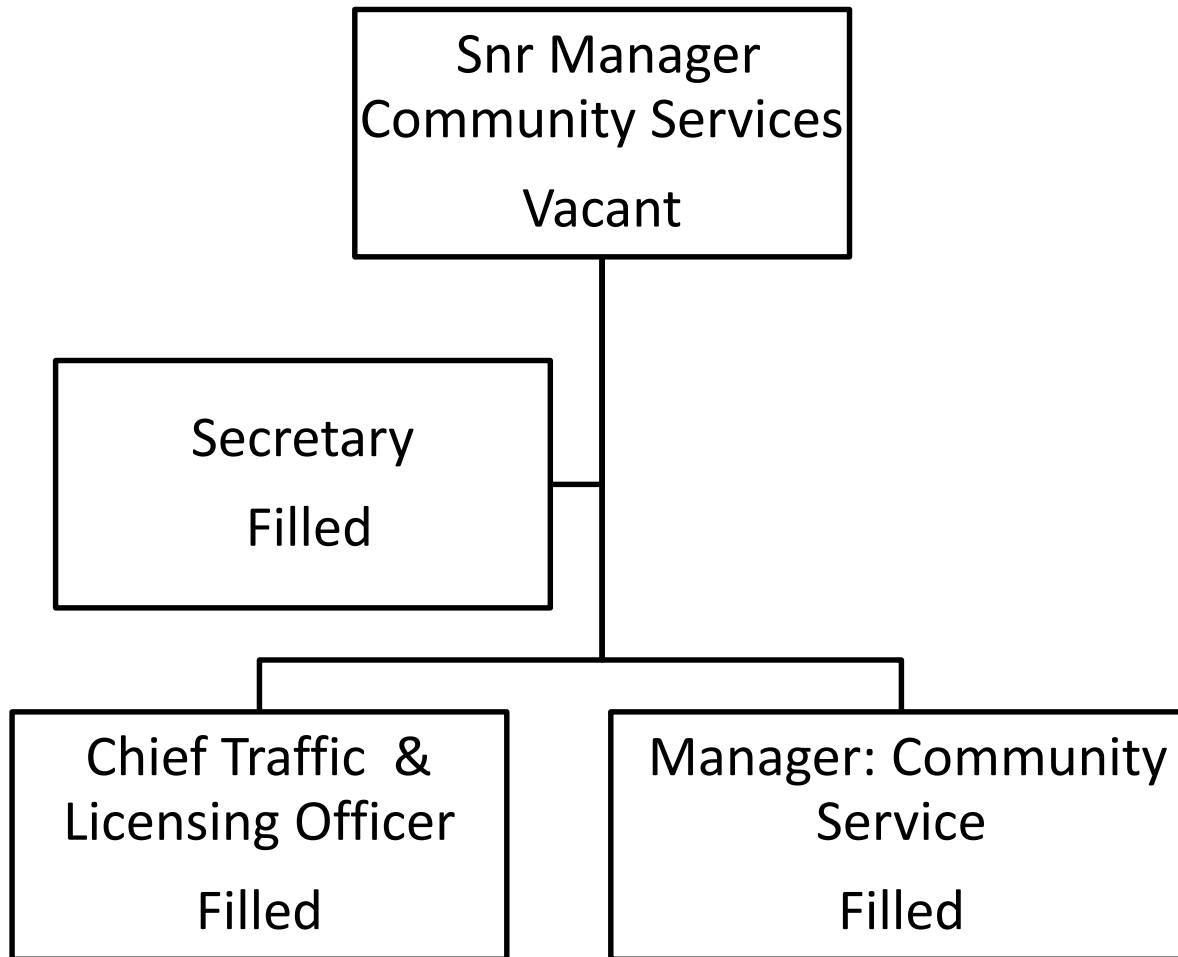 Snr Manager
Community Services
Vacant
Secretary
Filled
Chief Traffic  &
Licensing Officer
Filled
Manager: Community
Service
Filled